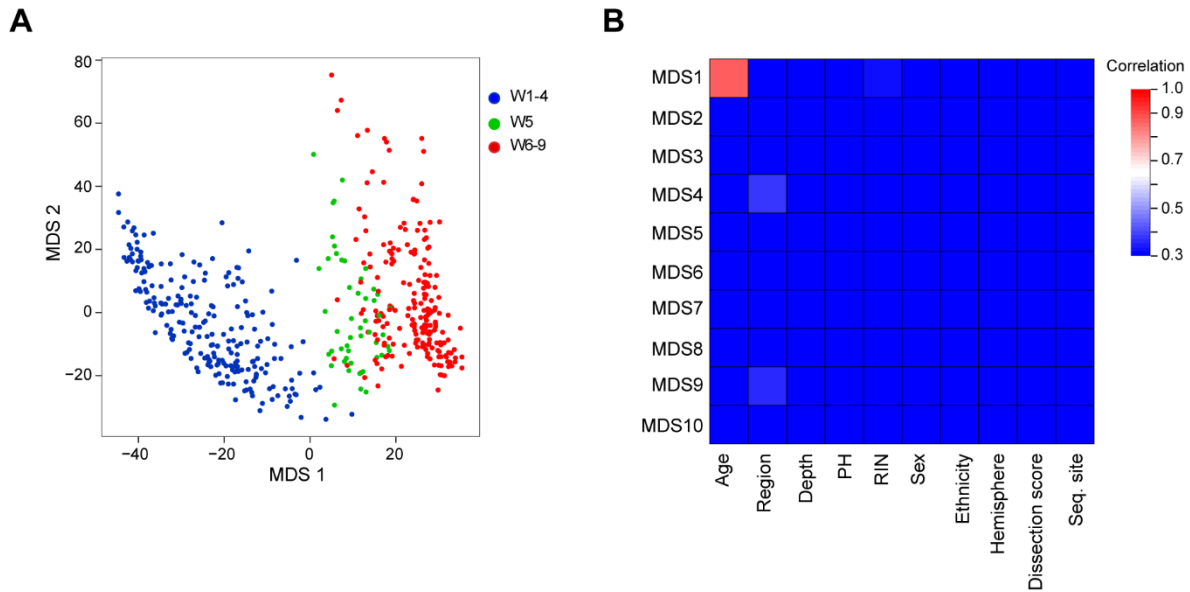 A
80
60
40
20
0
−20
−40
−20
0
20
MDS 2
MDS 1
W1-4
W5
W6-9
B
MDS1
MDS2
MDS3
MDS4
MDS5
MDS6
MDS7
MDS8
MDS9
MDS10
Age
Region
Depth
PH
RIN
Sex
Ethnicity
Hemisphere
Dissection score
Seq. site
Correlation
1.0
0.9
0.7
0.5
0.3